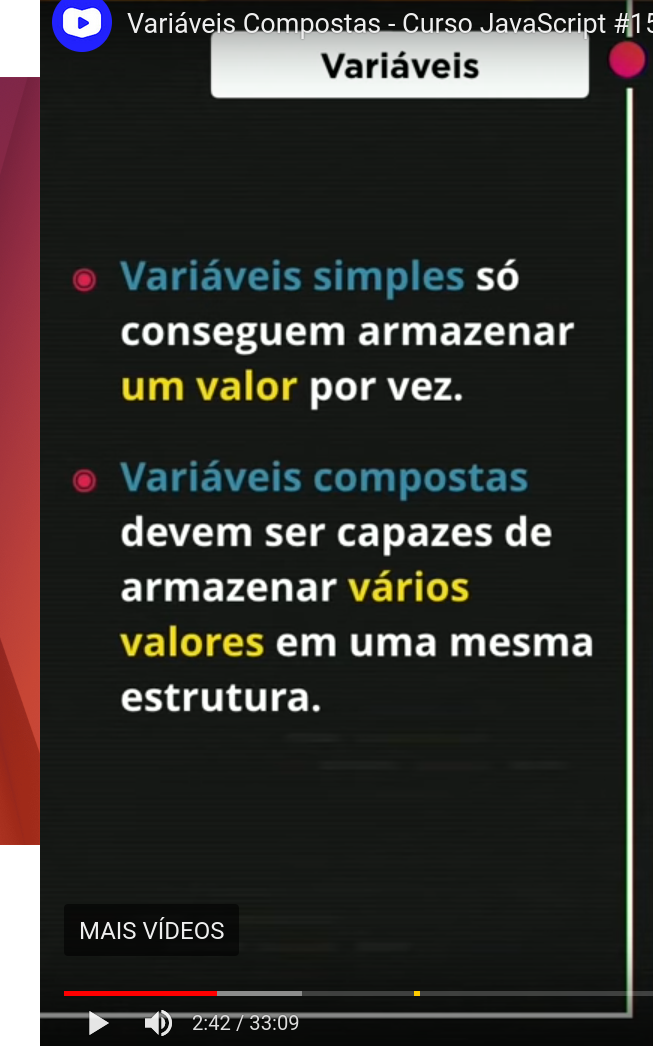 Variáveis Compostas - Curso JavaScript #15
Variáveis
Variáveis simples só
conseguem armazenar
um valor por vez.
Variáveis compostas
devem ser capazes de
armazenar vários
valores em uma mesma
estrutura.
MAIS VÍDEOS
2:42 / 33:09